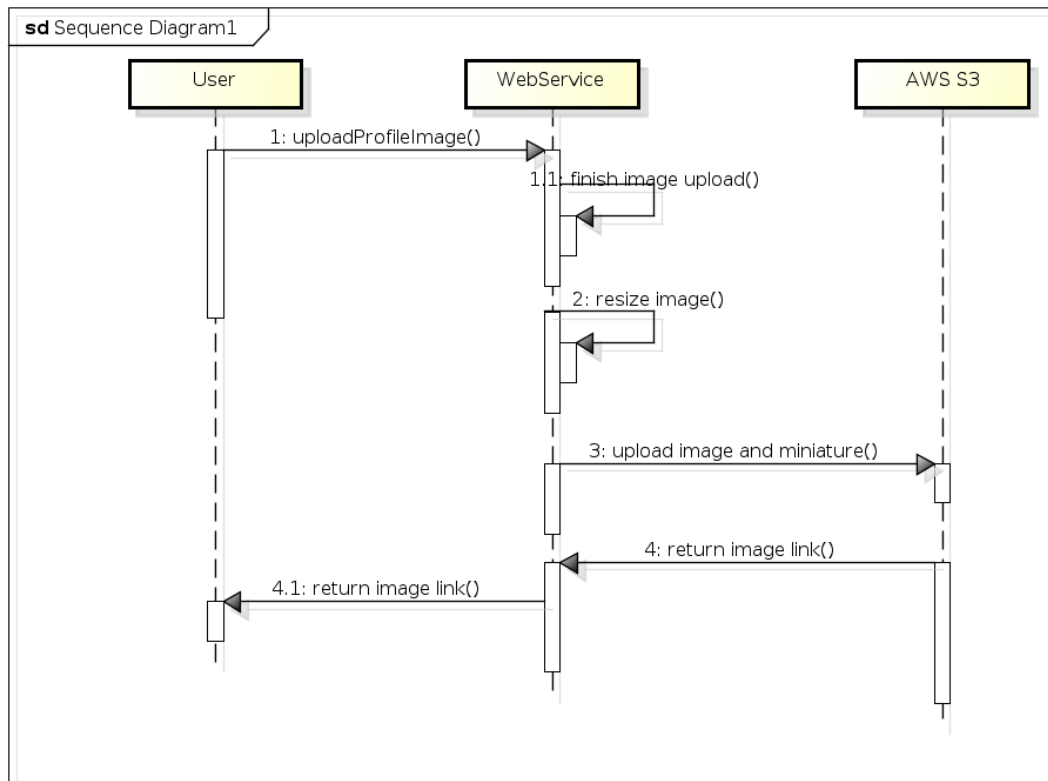 sd Sequence Diagram1
User
WebService
AWS S3
1: uploadProfileImage()
1.1: finish image upload()
2: resize image()
3: upload image and miniature()
4: return image link()
4.1: return image link()